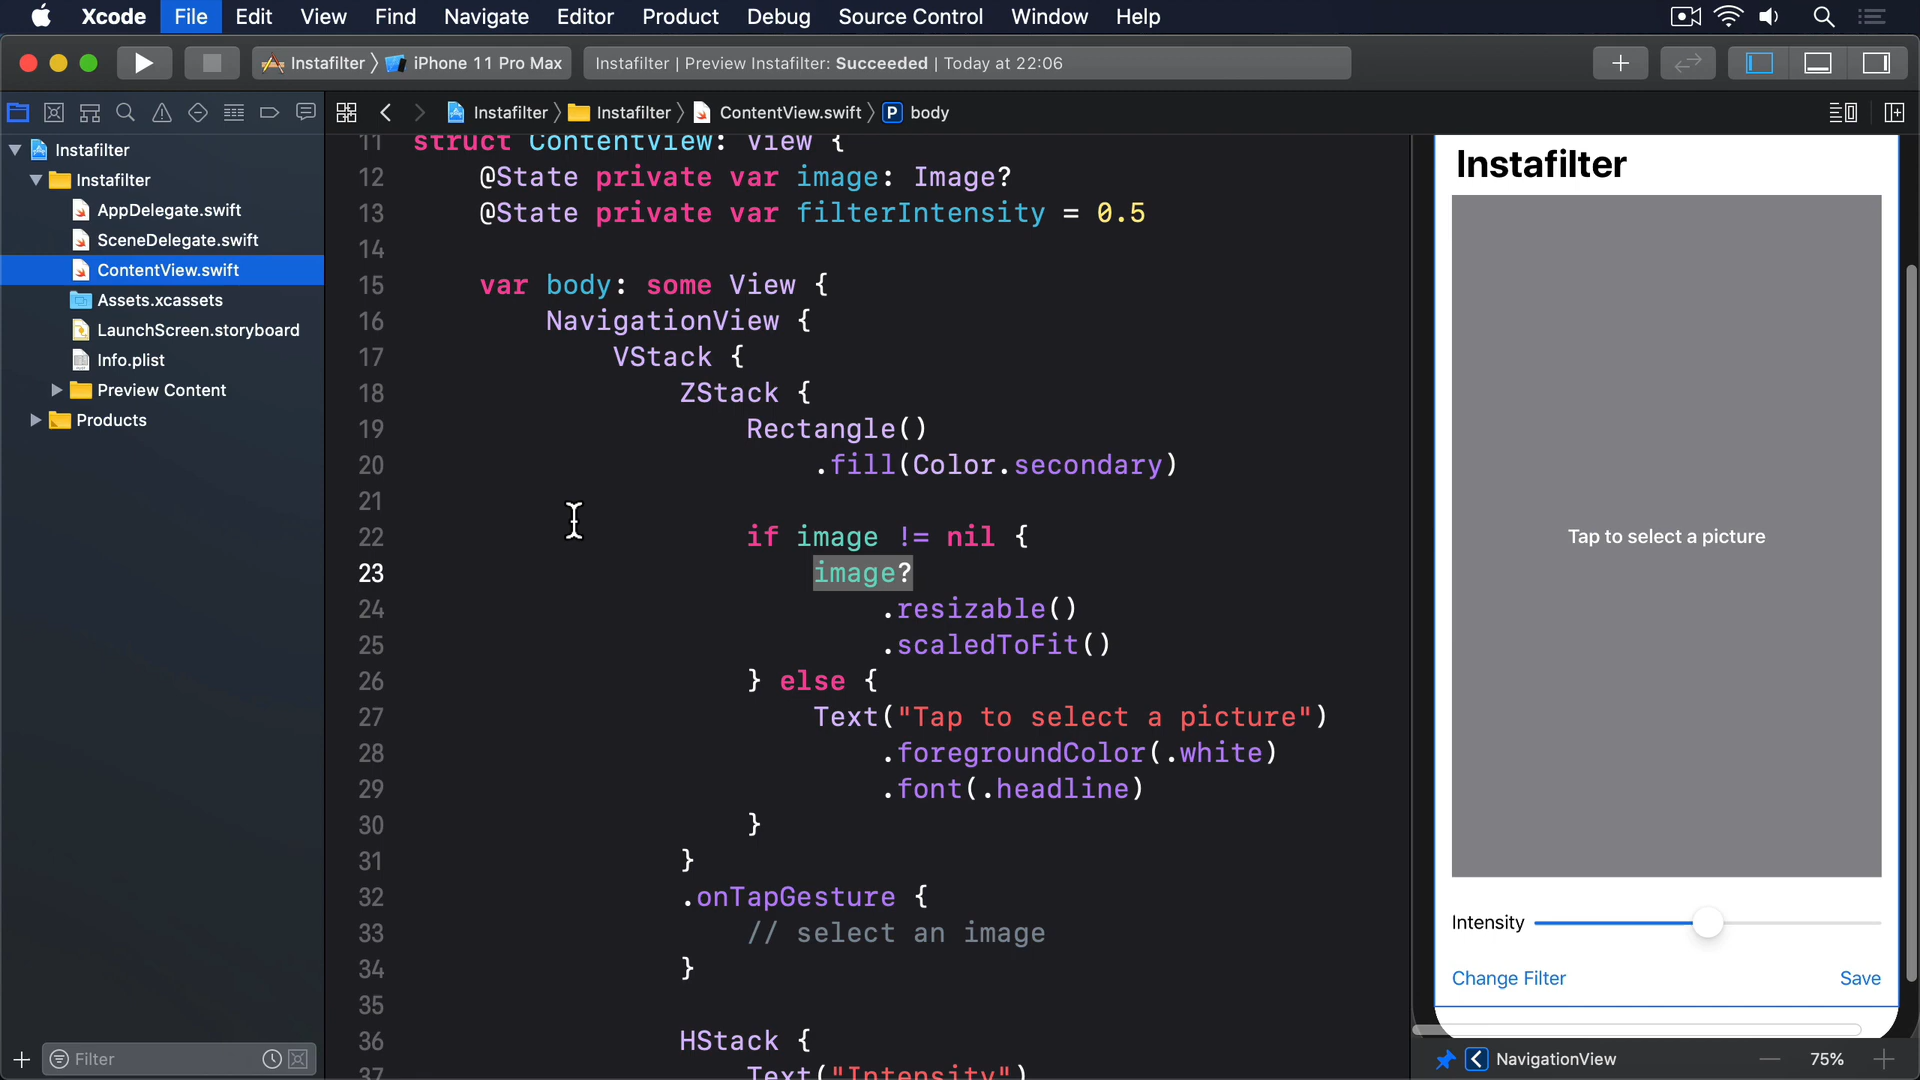 Xcode File Edit View Find Navigate Editor Product Debug Source Control Window Help
Instafilter iPhone 11 Pro Max
Instafilter | Preview Instafilter: Succeeded | Today at 22:06
Instafilter Instafilter ContentView.swift P body
Instafilter
Instafilter
AppDelegate.swift
SceneDelegate.swift
ContentView.swift
Assets.xcassets
LaunchScreen.storyboard
Info.plist
Preview Content
Products
Filter
11 struct ContentView: View {
12 @State private var image: Image?
13 @State private var filterIntensity = 0.5
14
15 var body: some View {
16 NavigationView {
17 VStack {
18 ZStack {
19 Rectangle()
20 .fill(Color.secondary)
21
22 if image != nil {
23 image?
24 .resizable()
25 .scaledToFit()
26 } else {
27 Text("Tap to select a picture")
28 .foregroundColor(.white)
29 .font(.headline)
30 }
31 }
32 .onTapGesture {
33 // select an image
34 }
35
36 HStack {
37 Text("Intensity")
Instafilter
Tap to select a picture
Intensity
Change Filter Save
NavigationView 75%